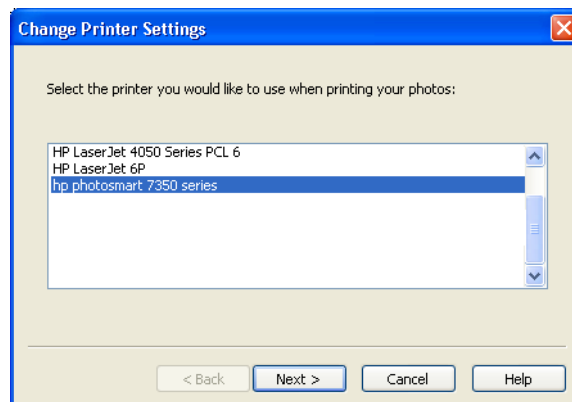 Change Printer Settings
Select the printer you would like to use when printing your photos:
HP LaserJet 4050 Series PCL 6
HP LaserJet 6P
hp photosmart 7350 series
< Back Next > Cancel Help